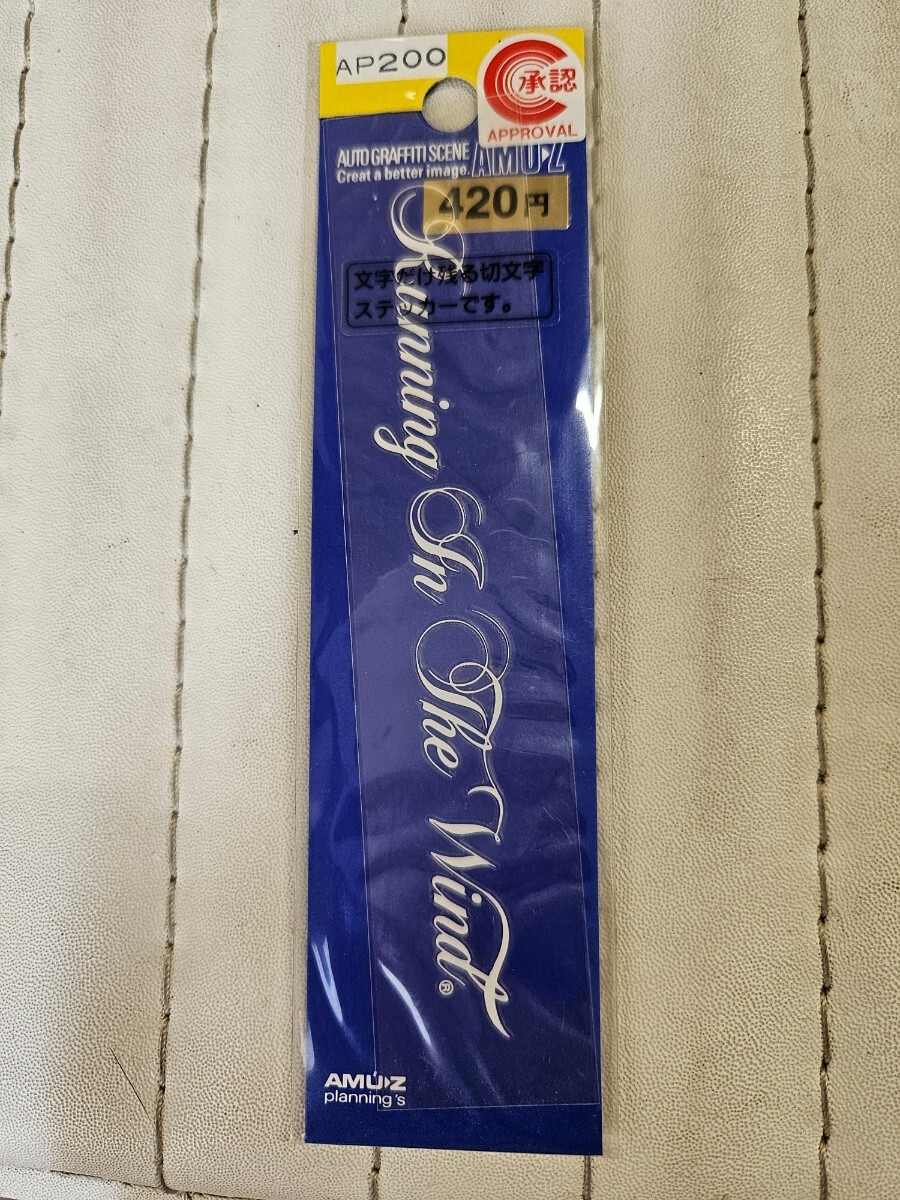 AP200
承認
APPROVAL
AUTO GRAFFITI SCENE AMU-Z
Creat a better image.
420円
文字だけ残る切文字
ステッカーです。
Running In The Wind®
AMU-Z
planning's